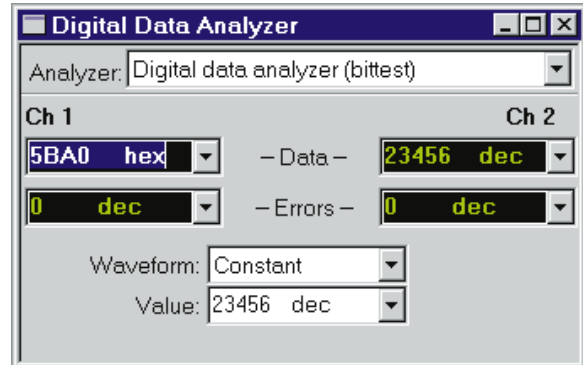 Digital Data Analyzer
Analyzer: Digital data analyzer (bittest)
Ch 1 Ch 2
5BA0 hex – Data – 23456 dec
0 dec – Errors – 0 dec
Waveform: Constant
Value: 23456 dec